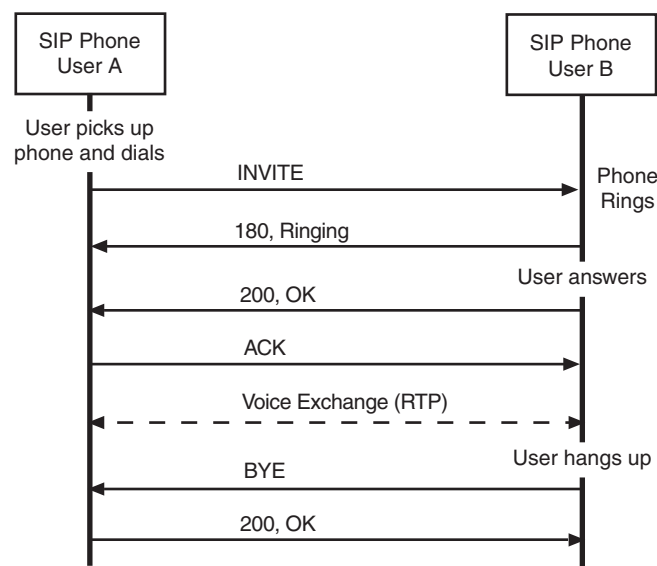 SIP Phone
User A
SIP Phone
User B
User picks up
phone and dials
INVITE
Phone
Rings
180, Ringing
User answers
200, OK
ACK
Voice Exchange (RTP)
User hangs up
BYE
200, OK